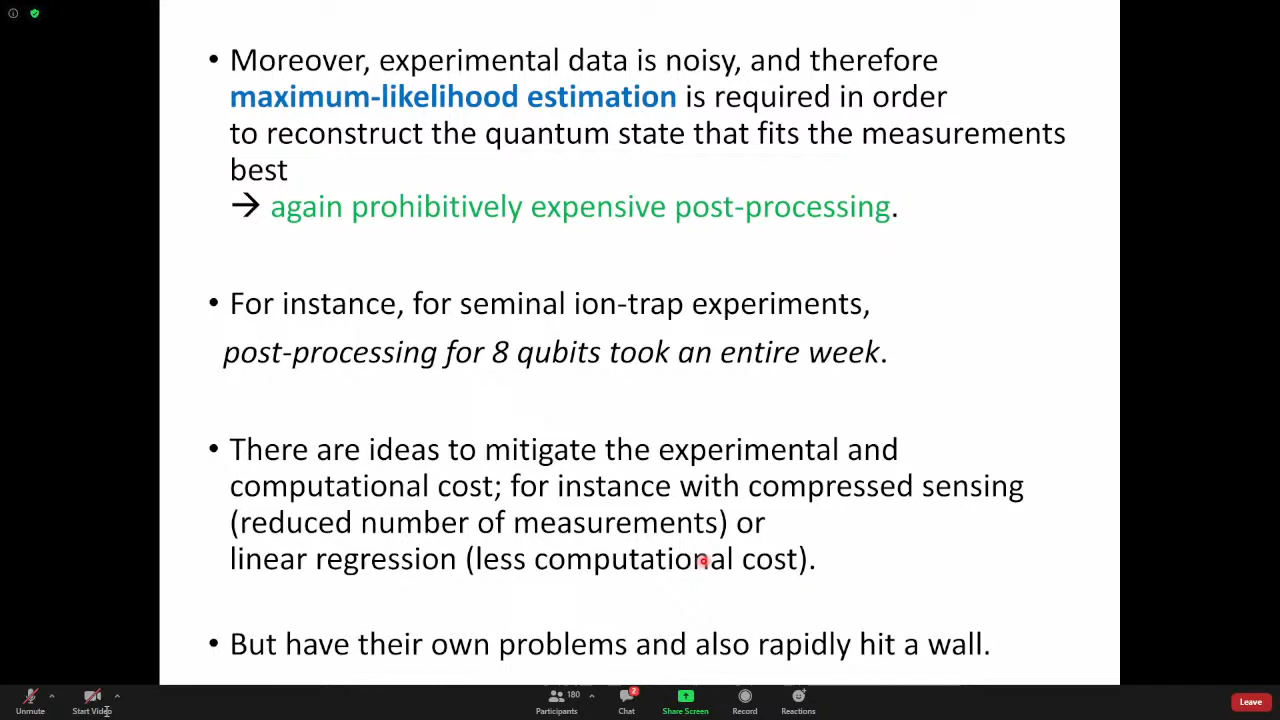 • Moreover, experimental data is noisy, and therefore
maximum-likelihood estimation is required in order
to reconstruct the quantum state that fits the measurements
best
→ again prohibitively expensive post-processing.
• For instance, for seminal ion-trap experiments,
post-processing for 8 qubits took an entire week.
• There are ideas to mitigate the experimental and
computational cost; for instance with compressed sensing
(reduced number of measurements) or
linear regression (less computational cost).
• But have their own problems and also rapidly hit a wall.
180
2
Unmute
Start Video
Participants
Chat
Share Screen
Record
Reactions
Leave